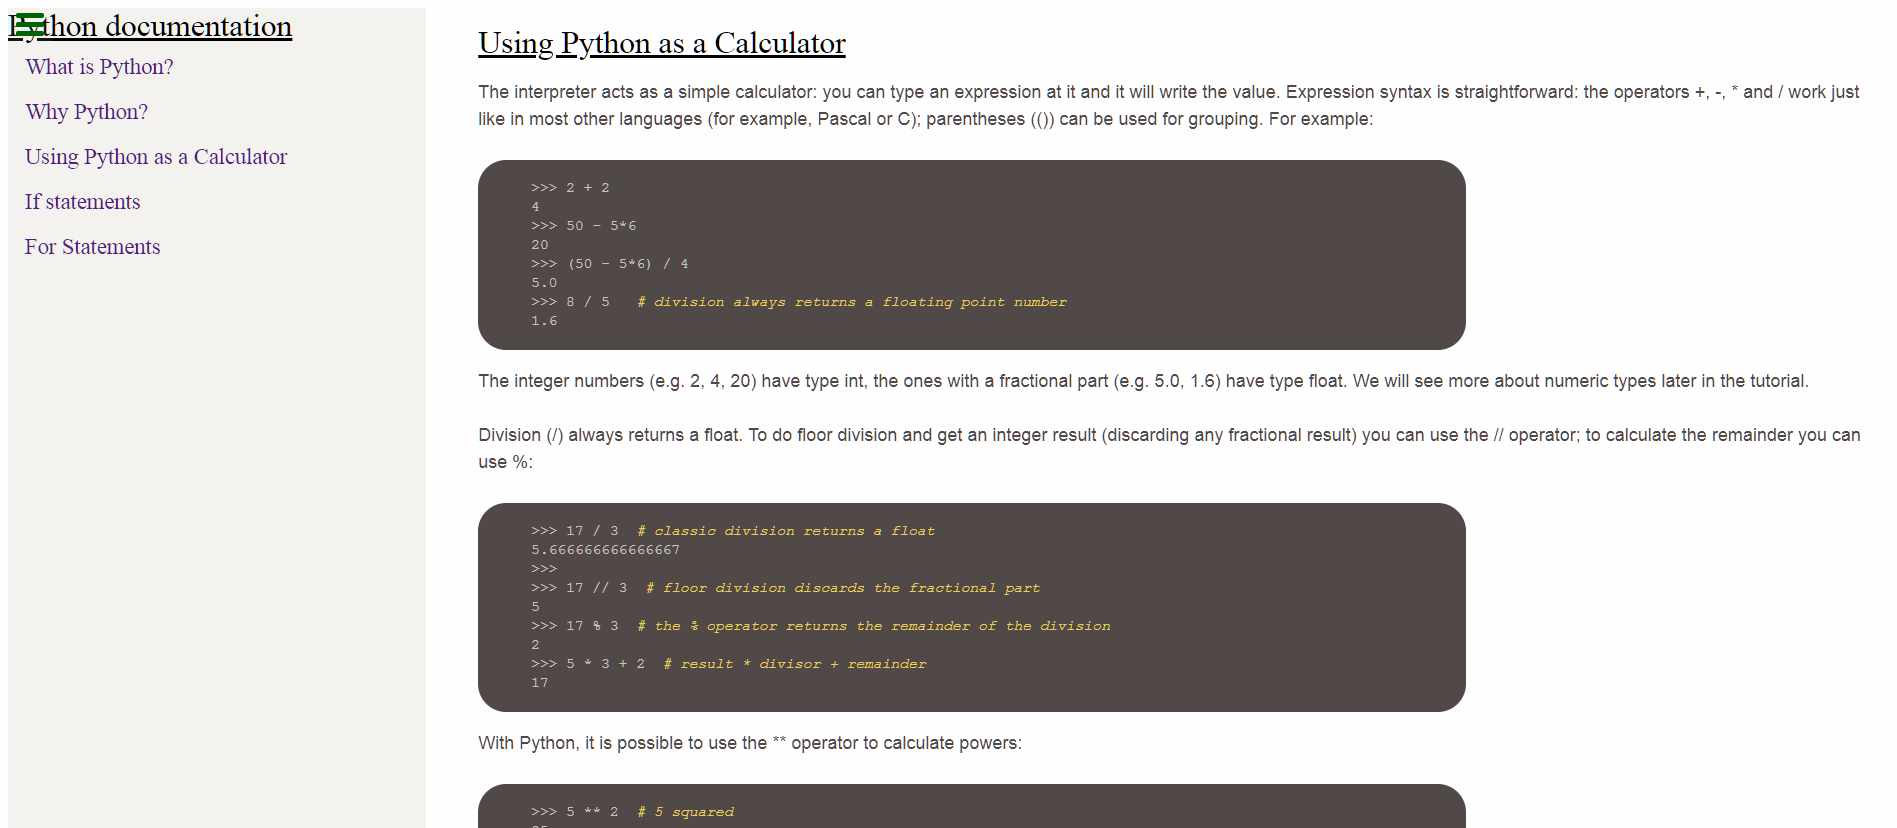 Python documentation
What is Python?
Why Python?
Using Python as a Calculator
If statements
For Statements
Using Python as a Calculator
The interpreter acts as a simple calculator: you can type an expression at it and it will write the value. Expression syntax is straightforward: the operators +, -, * and / work just
like in most other languages (for example, Pascal or C); parentheses (()) can be used for grouping. For example:
>>> 2 + 2
4
>>> 50 - 5*6
20
>>> (50 - 5*6) / 4
5.0
>>> 8 / 5   # division always returns a floating point number
1.6
The integer numbers (e.g. 2, 4, 20) have type int, the ones with a fractional part (e.g. 5.0, 1.6) have type float. We will see more about numeric types later in the tutorial.
Division (/) always returns a float. To do floor division and get an integer result (discarding any fractional result) you can use the // operator; to calculate the remainder you can
use %:
>>> 17 / 3  # classic division returns a float
5.666666666666667
>>>
>>> 17 // 3  # floor division discards the fractional part
5
>>> 17 % 3  # the % operator returns the remainder of the division
2
>>> 5 * 3 + 2  # result * divisor + remainder
17
With Python, it is possible to use the ** operator to calculate powers:
>>> 5 ** 2  # 5 squared